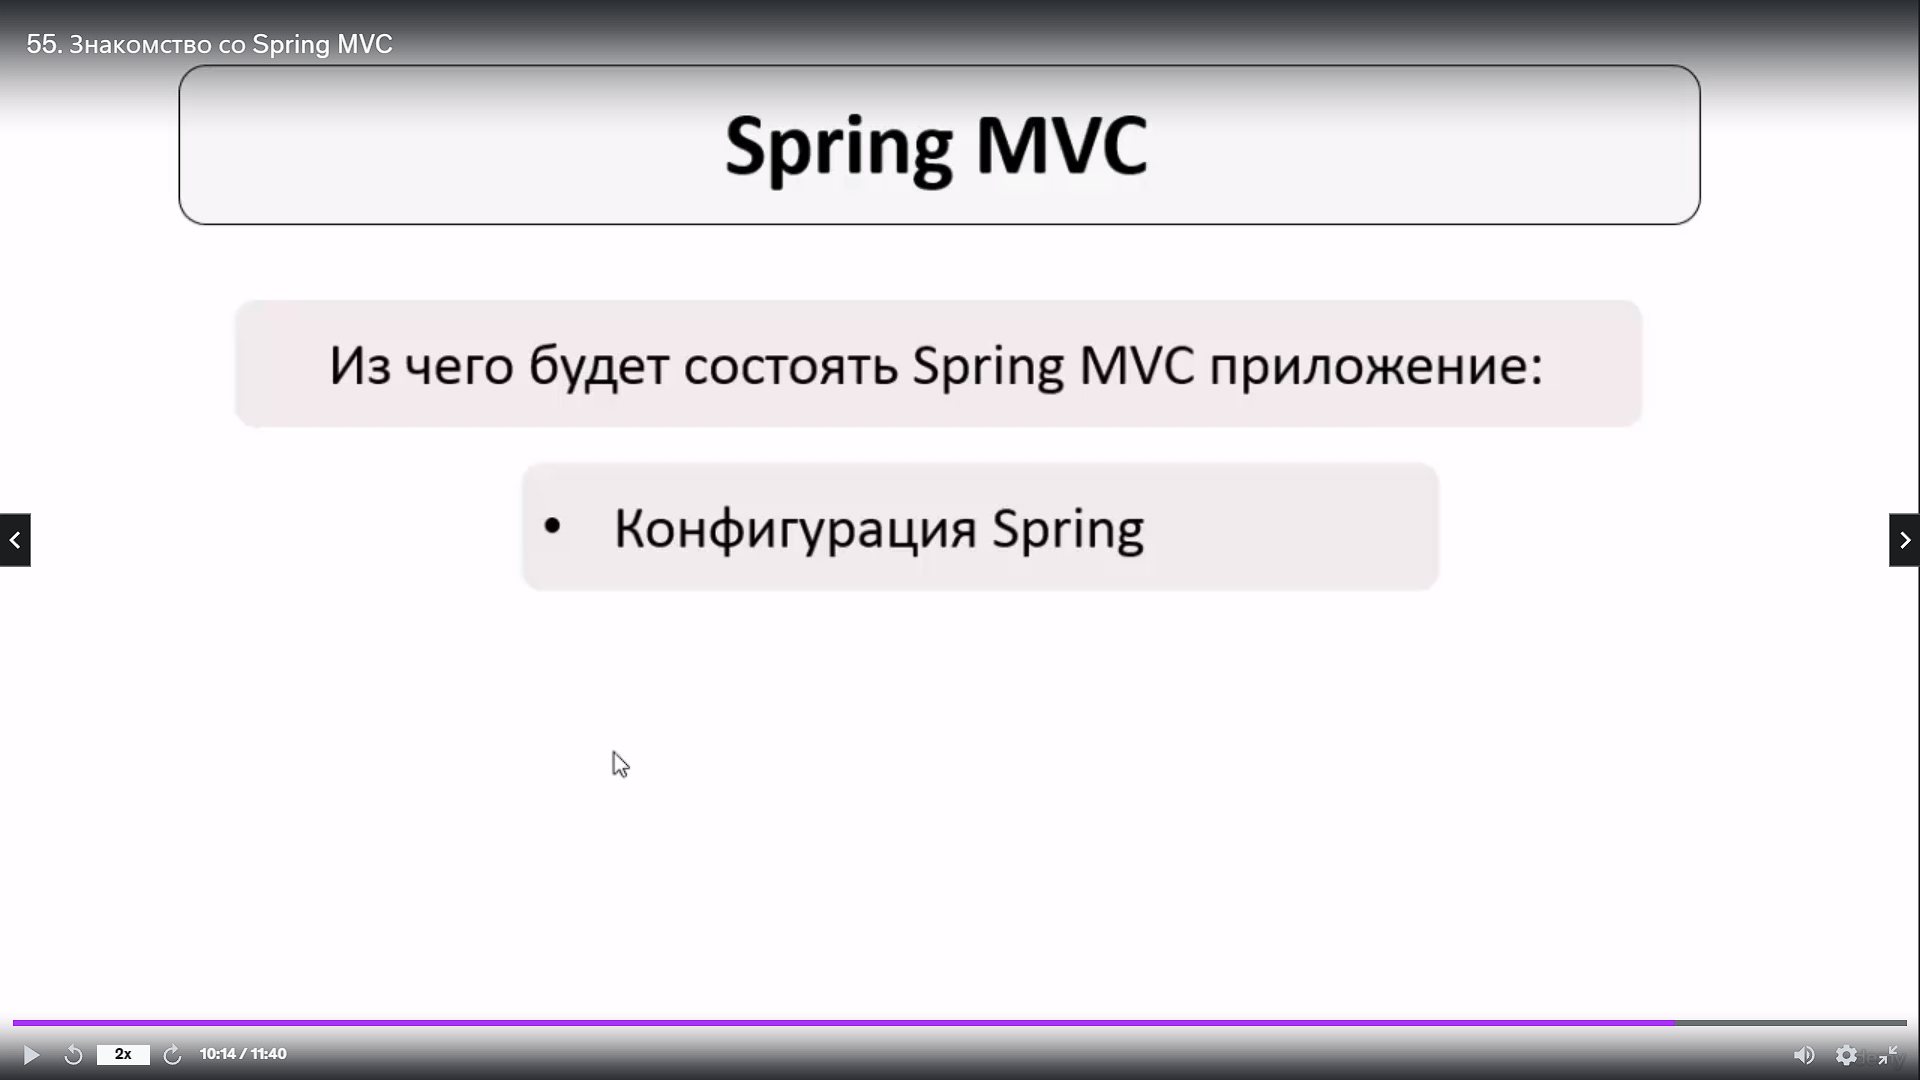 55. Знакомство со Spring MVC
Spring MVC
Из чего будет состоять Spring MVC приложение:
• Конфигурация Spring
2x
10:14 / 11:40